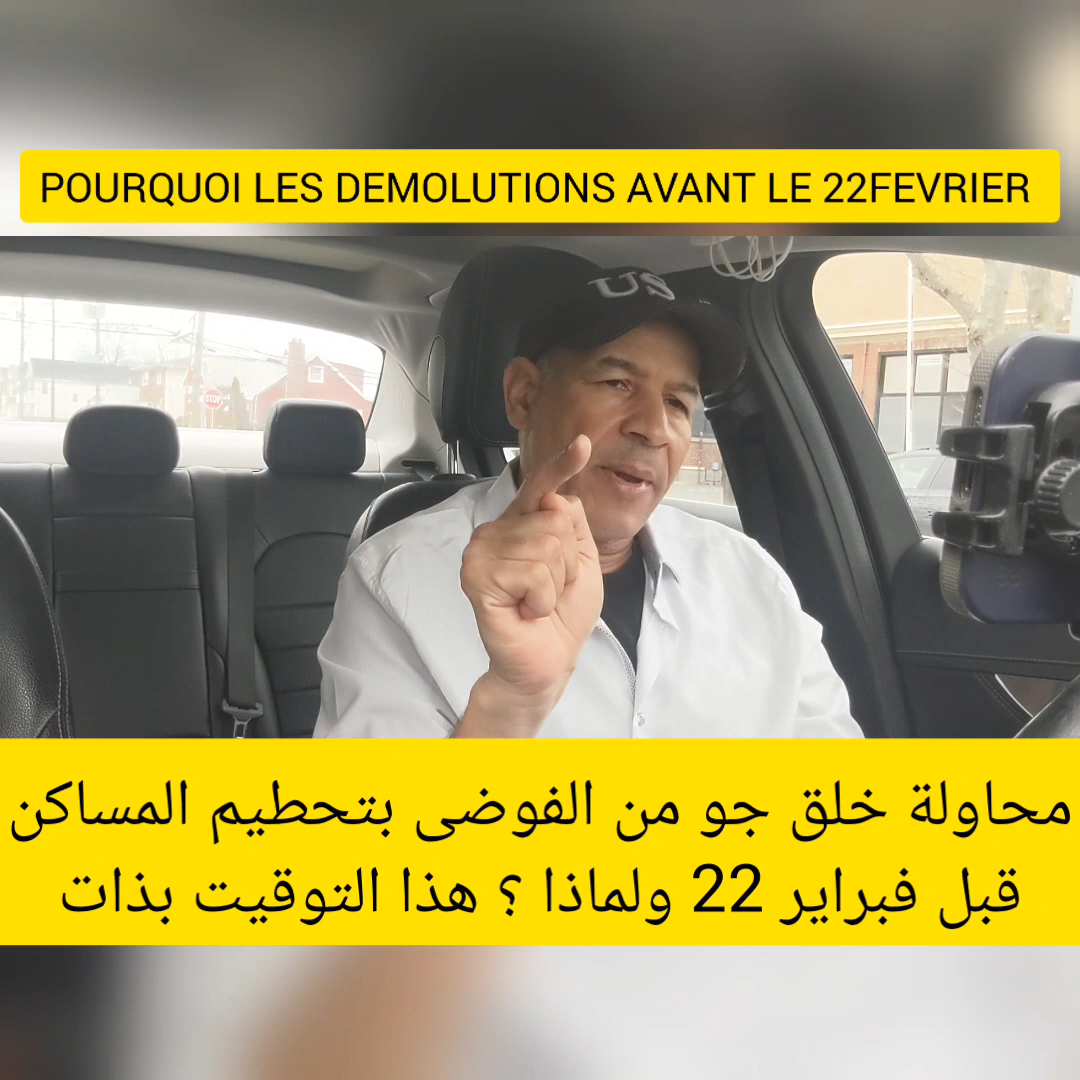 POURQUOI LES DEMOLUTIONS AVANT LE 22FEVRIER
US
STOP
محاولة خلق جو من الفوضى بتحطيم المساكن
قبل فبراير 22 ولماذا ؟ هذا التوقيت بذات